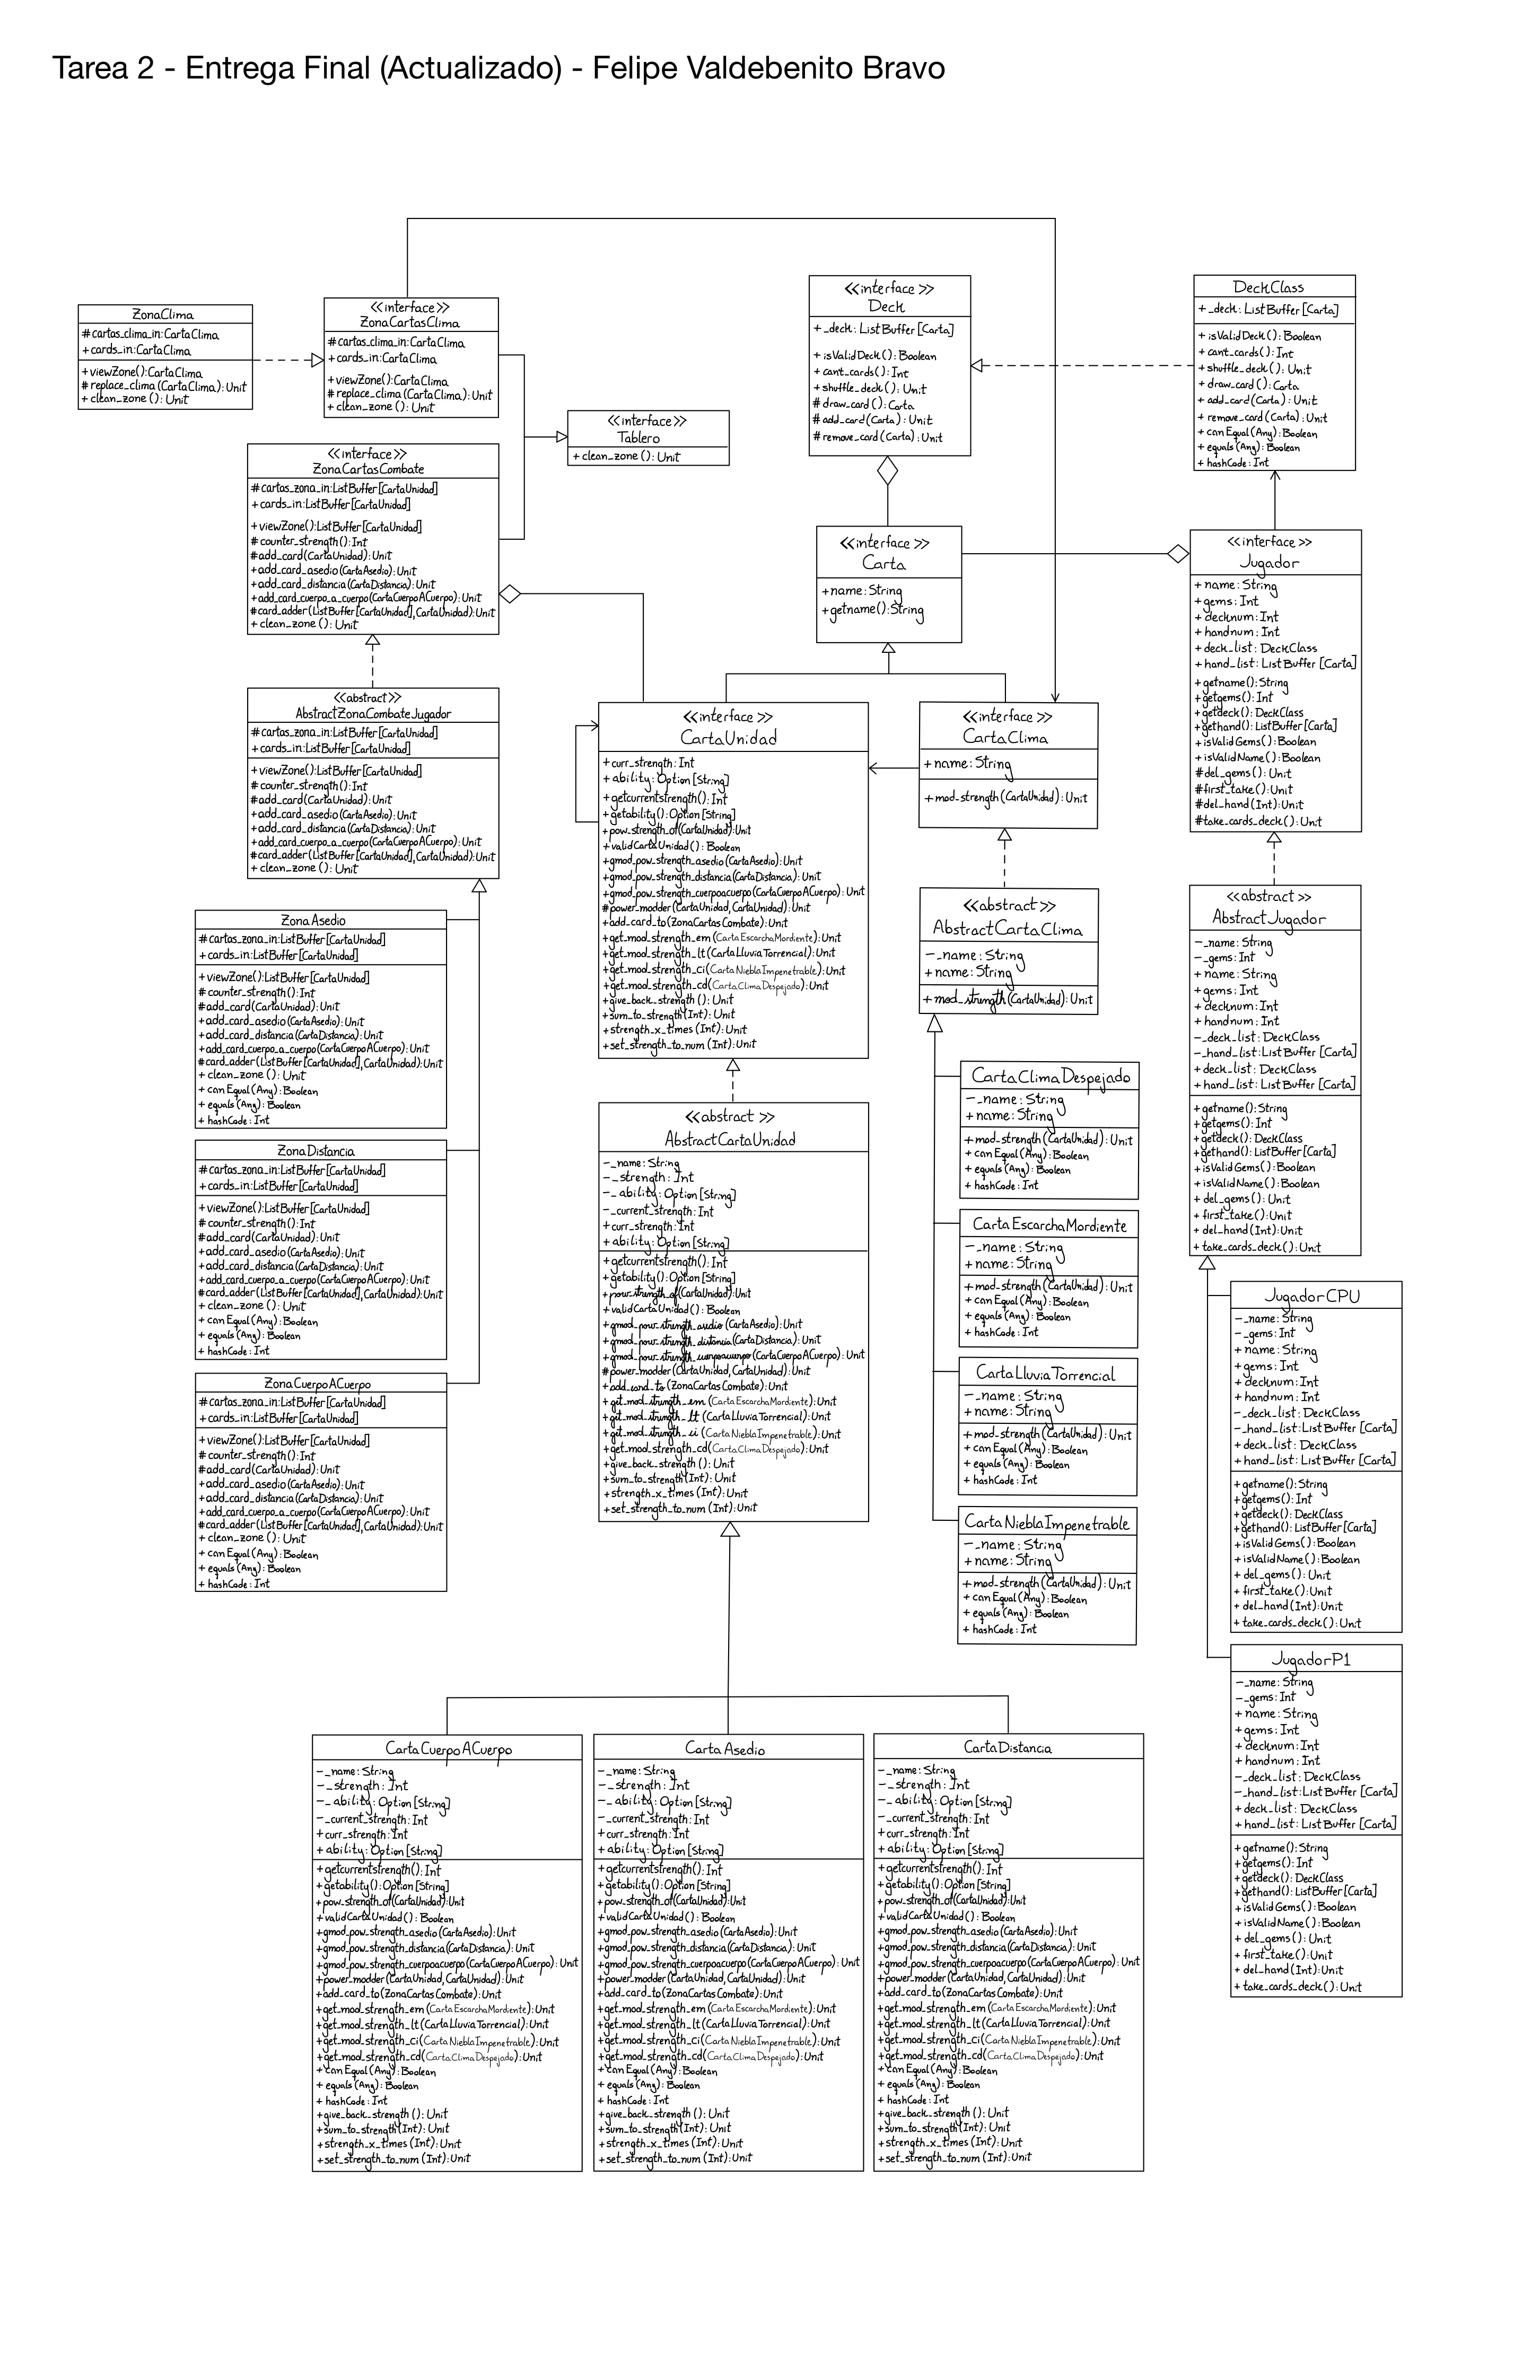 Tarea 2 - Entrega Final (Actualizado) - Felipe Valdebenito Bravo
ZonaClima
# cartas_clima_in: CartaClima
+ cards_in: CartaClima
+ viewZone(): CartaClima
# replace_clima (CartaClima): Unit
+ clean_zone (): Unit
<<interface>>
ZonaCartasClima
# cartas_clima_in: CartaClima
+ cards_in: CartaClima
+ viewZone(): CartaClima
# replace_clima (CartaClima): Unit
+ clean_zone (): Unit
<<interface>>
Tablero
+ clean_zone (): Unit
<<interface>>
Deck
+ _deck: ListBuffer [Carta]
+ isValidDeck(): Boolean
+ cant_cards(): Int
+ shuffle_deck(): Unit
# draw_card(): Carta
# add_card(Carta): Unit
# remove_card(Carta): Unit
DeckClass
+ _deck: ListBuffer [Carta]
+ isValidDeck(): Boolean
+ cant_cards(): Int
+ shuffle_deck(): Unit
+ draw_card(): Carta
+ add_card(Carta): Unit
+ remove_card(Carta): Unit
+ canEqual(Any): Boolean
+ equals(Any): Boolean
+ hashCode: Int
<<interface>>
ZonaCartasCombate
# cartas_zona_in: ListBuffer [CartaUnidad]
+ cards_in: ListBuffer [CartaUnidad]
+ viewZone(): ListBuffer [CartaUnidad]
# counter_strength(): Int
# add_card(CartaUnidad): Unit
+ add_card_asedio (CartaAsedio): Unit
+ add_card_distancia (CartaDistancia): Unit
+ add_card_cuerpo_a_cuerpo (CartaCuerpoACuerpo): Unit
# card_adder (ListBuffer [CartaUnidad], CartaUnidad): Unit
+ clean_zone (): Unit
<<interface>>
Carta
+ name: String
+ getname(): String
<<interface>>
Jugador
+ name: String
+ gems: Int
+ decknum: Int
+ handnum: Int
+ deck_list: DeckClass
+ hand_list: ListBuffer [Carta]
+ getname(): String
+ getgems(): Int
+ getdeck(): DeckClass
+ gethand(): ListBuffer [Carta]
+ isValidGems(): Boolean
+ isValidName(): Boolean
# del_gems(): Unit
# first_take(): Unit
# del_hand (Int): Unit
# take_cards_deck(): Unit
<<abstract>>
AbstractZonaCombateJugador
# cartas_zona_in: ListBuffer [CartaUnidad]
+ cards_in: ListBuffer [CartaUnidad]
+ viewZone(): ListBuffer [CartaUnidad]
# counter_strength(): Int
# add_card(CartaUnidad): Unit
+ add_card_asedio (CartaAsedio): Unit
+ add_card_distancia (CartaDistancia): Unit
+ add_card_cuerpo_a_cuerpo (CartaCuerpoACuerpo): Unit
# card_adder (ListBuffer [CartaUnidad], CartaUnidad): Unit
+ clean_zone (): Unit
<<interface>>
CartaUnidad
+ curr_strength: Int
+ ability: Option [String]
+ getcurrentstrength(): Int
+ getability(): Option [String]
+ pow_strength_of (CartaUnidad): Unit
+ validCartaUnidad(): Boolean
+ gmod_pow_strength_asedio (CartaAsedio): Unit
+ gmod_pow_strength_distancia (CartaDistancia): Unit
+ gmod_pow_strength_cuerpoacuerpo (CartaCuerpoACuerpo): Unit
# power_modder (CartaUnidad, CartaUnidad): Unit
+ add_card_to (ZonaCartasCombate): Unit
+ get_mod_strength_em (CartaEscarchaMordiente): Unit
+ get_mod_strength_lt (CartaLluviaTorrencial): Unit
+ get_mod_strength_ci (CartaNieblaImpenetrable): Unit
+ get_mod_strength_cd (CartaClimaDespejado): Unit
+ give_back_strength (): Unit
+ sum_to_strength (Int): Unit
+ strength_x_times (Int): Unit
+ set_strength_to_num (Int): Unit
<<interface>>
CartaClima
+ name: String
+ mod_strength (CartaUnidad): Unit
<<abstract>>
AbstractCartaClima
- _name: String
+ name: String
+ mod_strength (CartaUnidad): Unit
<<abstract>>
AbstractJugador
- _name: String
- _gems: Int
+ name: String
+ gems: Int
+ decknum: Int
+ handnum: Int
- _deck_list: DeckClass
- _hand_list: ListBuffer [Carta]
+ deck_list: DeckClass
+ hand_list: ListBuffer [Carta]
+ getname(): String
+ getgems(): Int
+ getdeck(): DeckClass
+ gethand(): ListBuffer [Carta]
+ isValidGems(): Boolean
+ isValidName(): Boolean
+ del_gems(): Unit
+ first_take(): Unit
+ del_hand (Int): Unit
+ take_cards_deck(): Unit
ZonaAsedio
# cartas_zona_in: ListBuffer [CartaUnidad]
+ cards_in: ListBuffer [CartaUnidad]
+ viewZone(): ListBuffer [CartaUnidad]
# counter_strength(): Int
# add_card(CartaUnidad): Unit
+ add_card_asedio (CartaAsedio): Unit
+ add_card_distancia (CartaDistancia): Unit
+ add_card_cuerpo_a_cuerpo (CartaCuerpoACuerpo): Unit
# card_adder (ListBuffer [CartaUnidad], CartaUnidad): Unit
+ clean_zone (): Unit
+ canEqual (Any): Boolean
+ equals (Any): Boolean
+ hashCode: Int
ZonaDistancia
# cartas_zona_in: ListBuffer [CartaUnidad]
+ cards_in: ListBuffer [CartaUnidad]
+ viewZone(): ListBuffer [CartaUnidad]
# counter_strength(): Int
# add_card(CartaUnidad): Unit
+ add_card_asedio (CartaAsedio): Unit
+ add_card_distancia (CartaDistancia): Unit
+ add_card_cuerpo_a_cuerpo (CartaCuerpoACuerpo): Unit
# card_adder (ListBuffer [CartaUnidad], CartaUnidad): Unit
+ clean_zone (): Unit
+ canEqual (Any): Boolean
+ equals (Any): Boolean
+ hashCode: Int
ZonaCuerpoACuerpo
# cartas_zona_in: ListBuffer [CartaUnidad]
+ cards_in: ListBuffer [CartaUnidad]
+ viewZone(): ListBuffer [CartaUnidad]
# counter_strength(): Int
# add_card(CartaUnidad): Unit
+ add_card_asedio (CartaAsedio): Unit
+ add_card_distancia (CartaDistancia): Unit
+ add_card_cuerpo_a_cuerpo (CartaCuerpoACuerpo): Unit
# card_adder (ListBuffer [CartaUnidad], CartaUnidad): Unit
+ clean_zone (): Unit
+ canEqual (Any): Boolean
+ equals (Any): Boolean
+ hashCode: Int
<<abstract>>
AbstractCartaUnidad
- _name: String
- _strength: Int
- _ability: Option [String]
- _current_strength: Int
+ curr_strength: Int
+ ability: Option [String]
+ getcurrentstrength(): Int
+ getability(): Option [String]
+ pow_strength_of (CartaUnidad): Unit
+ validCartaUnidad(): Boolean
+ gmod_pow_strength_asedio (CartaAsedio): Unit
+ gmod_pow_strength_distancia (CartaDistancia): Unit
+ gmod_pow_strength_cuerpoacuerpo (CartaCuerpoACuerpo): Unit
# power_modder (CartaUnidad, CartaUnidad): Unit
+ add_card_to (ZonaCartasCombate): Unit
+ get_mod_strength_em (CartaEscarchaMordiente): Unit
+ get_mod_strength_lt (CartaLluviaTorrencial): Unit
+ get_mod_strength_ci (CartaNieblaImpenetrable): Unit
+ get_mod_strength_cd (CartaClimaDespejado): Unit
+ give_back_strength (): Unit
+ sum_to_strength (Int): Unit
+ strength_x_times (Int): Unit
+ set_strength_to_num (Int): Unit
CartaClimaDespejado
- _name: String
+ name: String
+ mod_strength (CartaUnidad): Unit
+ canEqual (Any): Boolean
+ equals (Any): Boolean
+ hashCode: Int
CartaEscarchaMordiente
- _name: String
+ name: String
+ mod_strength (CartaUnidad): Unit
+ canEqual (Any): Boolean
+ equals (Any): Boolean
+ hashCode: Int
CartaLluviaTorrencial
- _name: String
+ name: String
+ mod_strength (CartaUnidad): Unit
+ canEqual (Any): Boolean
+ equals (Any): Boolean
+ hashCode: Int
CartaNieblaImpenetrable
- _name: String
+ name: String
+ mod_strength (CartaUnidad): Unit
+ canEqual (Any): Boolean
+ equals (Any): Boolean
+ hashCode: Int
JugadorCPU
- _name: String
- _gems: Int
+ name: String
+ gems: Int
+ decknum: Int
+ handnum: Int
- _deck_list: DeckClass
- _hand_list: ListBuffer [Carta]
+ deck_list: DeckClass
+ hand_list: ListBuffer [Carta]
+ getname(): String
+ getgems(): Int
+ getdeck(): DeckClass
+ gethand(): ListBuffer [Carta]
+ isValidGems(): Boolean
+ isValidName(): Boolean
+ del_gems(): Unit
+ first_take(): Unit
+ del_hand (Int): Unit
+ take_cards_deck(): Unit
JugadorP1
- _name: String
- _gems: Int
+ name: String
+ gems: Int
+ decknum: Int
+ handnum: Int
- _deck_list: DeckClass
- _hand_list: ListBuffer [Carta]
+ deck_list: DeckClass
+ hand_list: ListBuffer [Carta]
+ getname(): String
+ getgems(): Int
+ getdeck(): DeckClass
+ gethand(): ListBuffer [Carta]
+ isValidGems(): Boolean
+ isValidName(): Boolean
+ del_gems(): Unit
+ first_take(): Unit
+ del_hand (Int): Unit
+ take_cards_deck(): Unit
CartaCuerpoACuerpo
- _name: String
- _strength: Int
- _ability: Option [String]
- _current_strength: Int
+ curr_strength: Int
+ ability: Option [String]
+ getcurrentstrength(): Int
+ getability(): Option [String]
+ pow_strength_of (CartaUnidad): Unit
+ validCartaUnidad(): Boolean
+ gmod_pow_strength_asedio (CartaAsedio): Unit
+ gmod_pow_strength_distancia (CartaDistancia): Unit
+ gmod_pow_strength_cuerpoacuerpo (CartaCuerpoACuerpo): Unit
+ power_modder (CartaUnidad, CartaUnidad): Unit
+ add_card_to (ZonaCartasCombate): Unit
+ get_mod_strength_em (CartaEscarchaMordiente): Unit
+ get_mod_strength_lt (CartaLluviaTorrencial): Unit
+ get_mod_strength_ci (CartaNieblaImpenetrable): Unit
+ get_mod_strength_cd (CartaClimaDespejado): Unit
+ canEqual (Any): Boolean
+ equals (Any): Boolean
+ hashCode: Int
+ give_back_strength (): Unit
+ sum_to_strength (Int): Unit
+ strength_x_times (Int): Unit
+ set_strength_to_num (Int): Unit
CartaAsedio
- _name: String
- _strength: Int
- _ability: Option [String]
- _current_strength: Int
+ curr_strength: Int
+ ability: Option [String]
+ getcurrentstrength(): Int
+ getability(): Option [String]
+ pow_strength_of (CartaUnidad): Unit
+ validCartaUnidad(): Boolean
+ gmod_pow_strength_asedio (CartaAsedio): Unit
+ gmod_pow_strength_distancia (CartaDistancia): Unit
+ gmod_pow_strength_cuerpoacuerpo (CartaCuerpoACuerpo): Unit
+ power_modder (CartaUnidad, CartaUnidad): Unit
+ add_card_to (ZonaCartasCombate): Unit
+ get_mod_strength_em (CartaEscarchaMordiente): Unit
+ get_mod_strength_lt (CartaLluviaTorrencial): Unit
+ get_mod_strength_ci (CartaNieblaImpenetrable): Unit
+ get_mod_strength_cd (CartaClimaDespejado): Unit
+ canEqual (Any): Boolean
+ equals (Any): Boolean
+ hashCode: Int
+ give_back_strength (): Unit
+ sum_to_strength (Int): Unit
+ strength_x_times (Int): Unit
+ set_strength_to_num (Int): Unit
CartaDistancia
- _name: String
- _strength: Int
- _ability: Option [String]
- _current_strength: Int
+ curr_strength: Int
+ ability: Option [String]
+ getcurrentstrength(): Int
+ getability(): Option [String]
+ pow_strength_of (CartaUnidad): Unit
+ validCartaUnidad(): Boolean
+ gmod_pow_strength_asedio (CartaAsedio): Unit
+ gmod_pow_strength_distancia (CartaDistancia): Unit
+ gmod_pow_strength_cuerpoacuerpo (CartaCuerpoACuerpo): Unit
+ power_modder (CartaUnidad, CartaUnidad): Unit
+ add_card_to (ZonaCartasCombate): Unit
+ get_mod_strength_em (CartaEscarchaMordiente): Unit
+ get_mod_strength_lt (CartaLluviaTorrencial): Unit
+ get_mod_strength_ci (CartaNieblaImpenetrable): Unit
+ get_mod_strength_cd (CartaClimaDespejado): Unit
+ canEqual (Any): Boolean
+ equals (Any): Boolean
+ hashCode: Int
+ give_back_strength (): Unit
+ sum_to_strength (Int): Unit
+ strength_x_times (Int): Unit
+ set_strength_to_num (Int): Unit